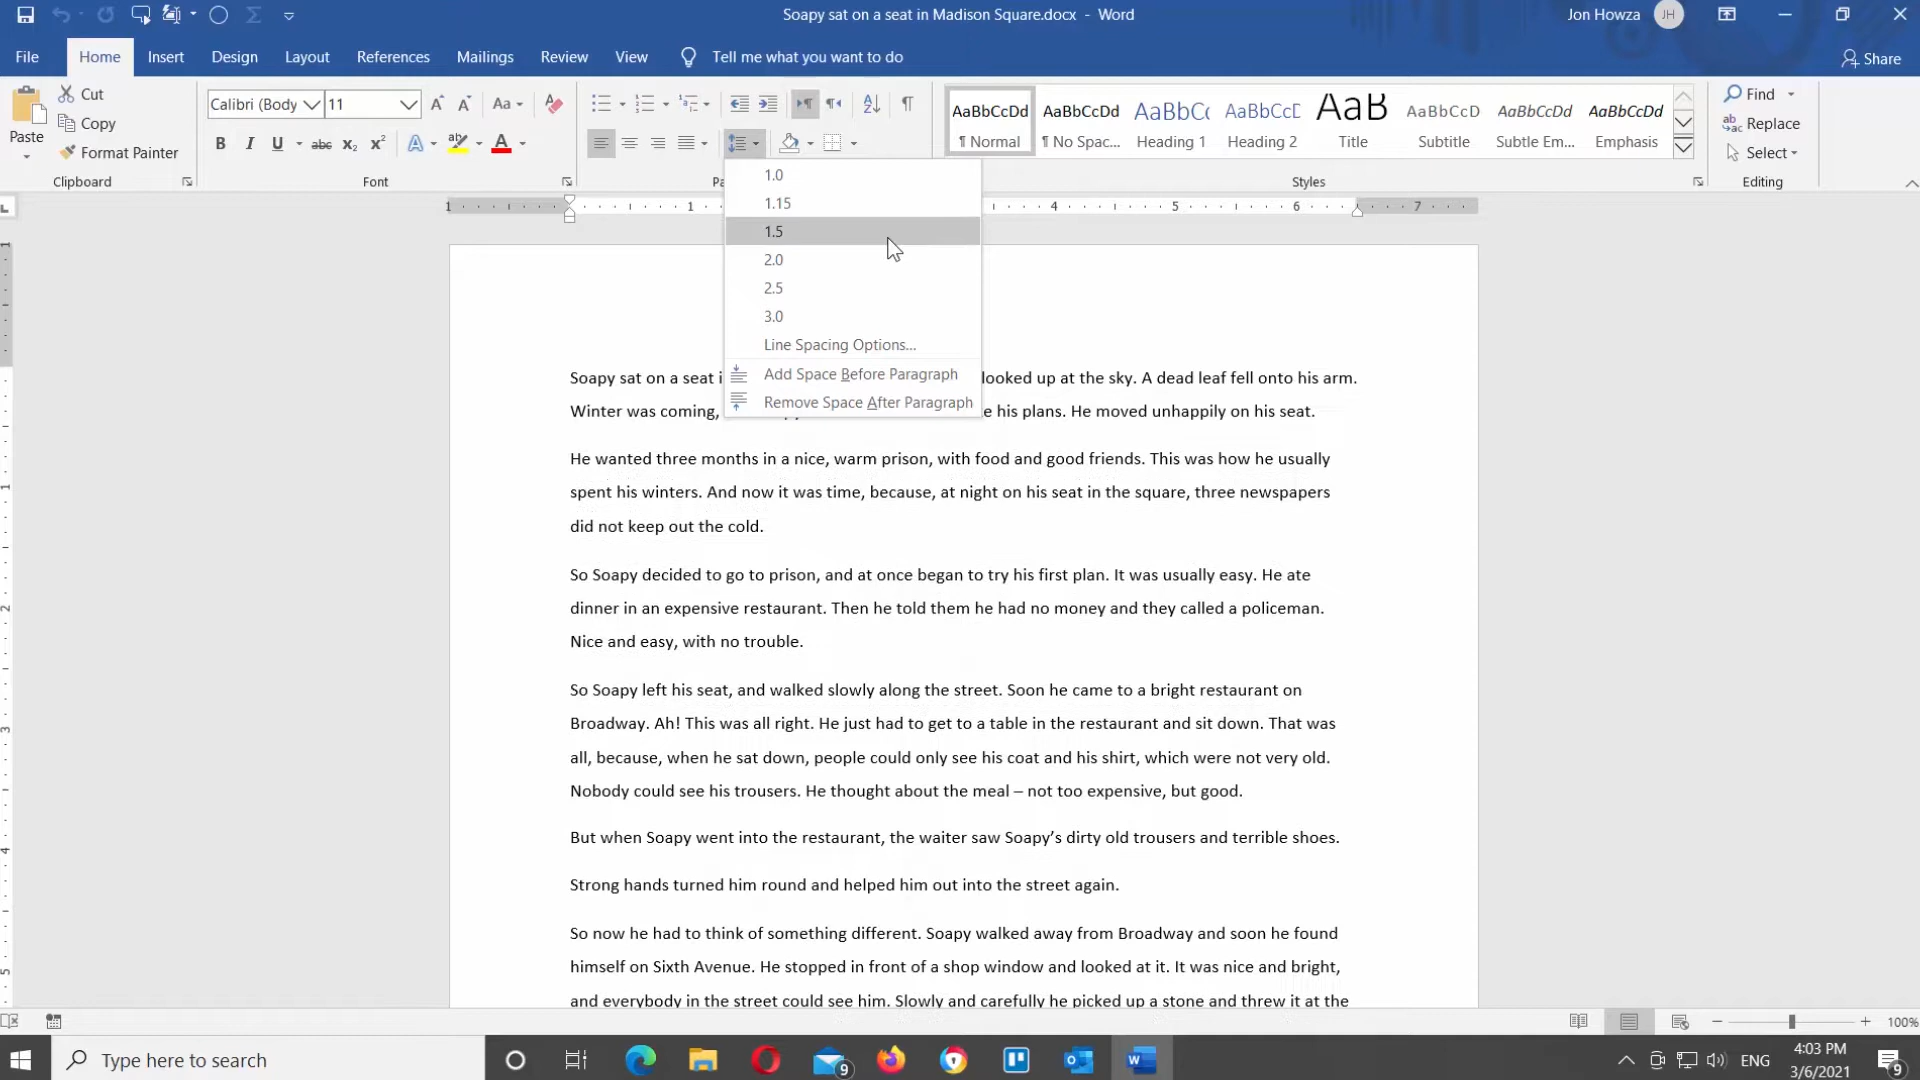 Soapy sat on a seat in Madison Square.docx - Word
Jon Howza JH
File Home Insert Design Layout References Mailings Review View Tell me what you want to do Share
Paste
Cut
Copy
Format Painter
Clipboard
Calibri (Body 11
Font
AaBbCcDd AaBbCcDd AaBbCc AaBbCcC AaB AaBbCcD AaBbCcDd AaBbCcDd
¶ Normal ¶ No Spac... Heading 1 Heading 2 Title Subtitle Subtle Em... Emphasis
Styles
Find
Replace
Select
Editing
1.0
1.15
1.5
2.0
2.5
3.0
Line Spacing Options...
Add Space Before Paragraph
Remove Space After Paragraph
1 1 4 5 6 7
Soapy sat on a seat i looked up at the sky. A dead leaf fell onto his arm.
Winter was coming, e his plans. He moved unhappily on his seat.
He wanted three months in a nice, warm prison, with food and good friends. This was how he usually
spent his winters. And now it was time, because, at night on his seat in the square, three newspapers
did not keep out the cold.
So Soapy decided to go to prison, and at once began to try his first plan. It was usually easy. He ate
dinner in an expensive restaurant. Then he told them he had no money and they called a policeman.
Nice and easy, with no trouble.
So Soapy left his seat, and walked slowly along the street. Soon he came to a bright restaurant on
Broadway. Ah! This was all right. He just had to get to a table in the restaurant and sit down. That was
all, because, when he sat down, people could only see his coat and his shirt, which were not very old.
Nobody could see his trousers. He thought about the meal – not too expensive, but good.
But when Soapy went into the restaurant, the waiter saw Soapy’s dirty old trousers and terrible shoes.
Strong hands turned him round and helped him out into the street again.
So now he had to think of something different. Soapy walked away from Broadway and soon he found
himself on Sixth Avenue. He stopped in front of a shop window and looked at it. It was nice and bright,
and everybody in the street could see him. Slowly and carefully he picked up a stone and threw it at the
100%
Type here to search
9
ENG
4:03 PM
3/6/2021
9